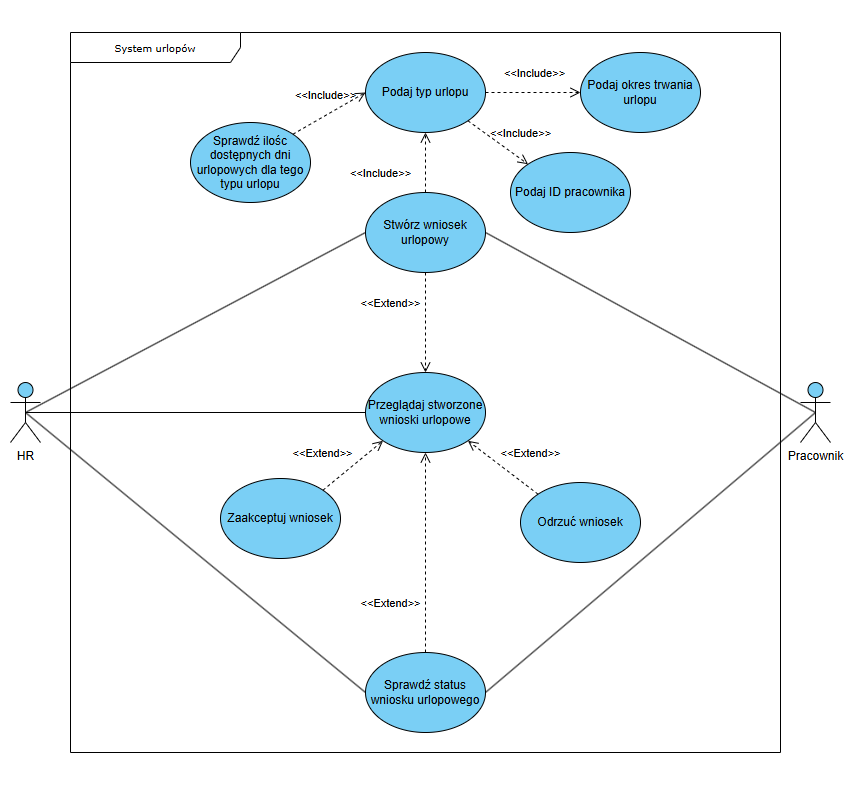 System urlopów
<<Include>>
Podaj typ urlopu
<<Include>>
Podaj okres trwania
urlopu
Sprawdź ilość
dostępnych dni
urlopowych dla tego
typu urlopu
<<Include>>
<<Include>>
Podaj ID pracownika
Stwórz wniosek
urlopowy
<<Extend>>
Przeglądaj stworzone
wnioski urlopowe
HR
Pracownik
<<Extend>>
<<Extend>>
Zaakceptuj wniosek
Odrzuć wniosek
<<Extend>>
Sprawdź status
wniosku urlopowego